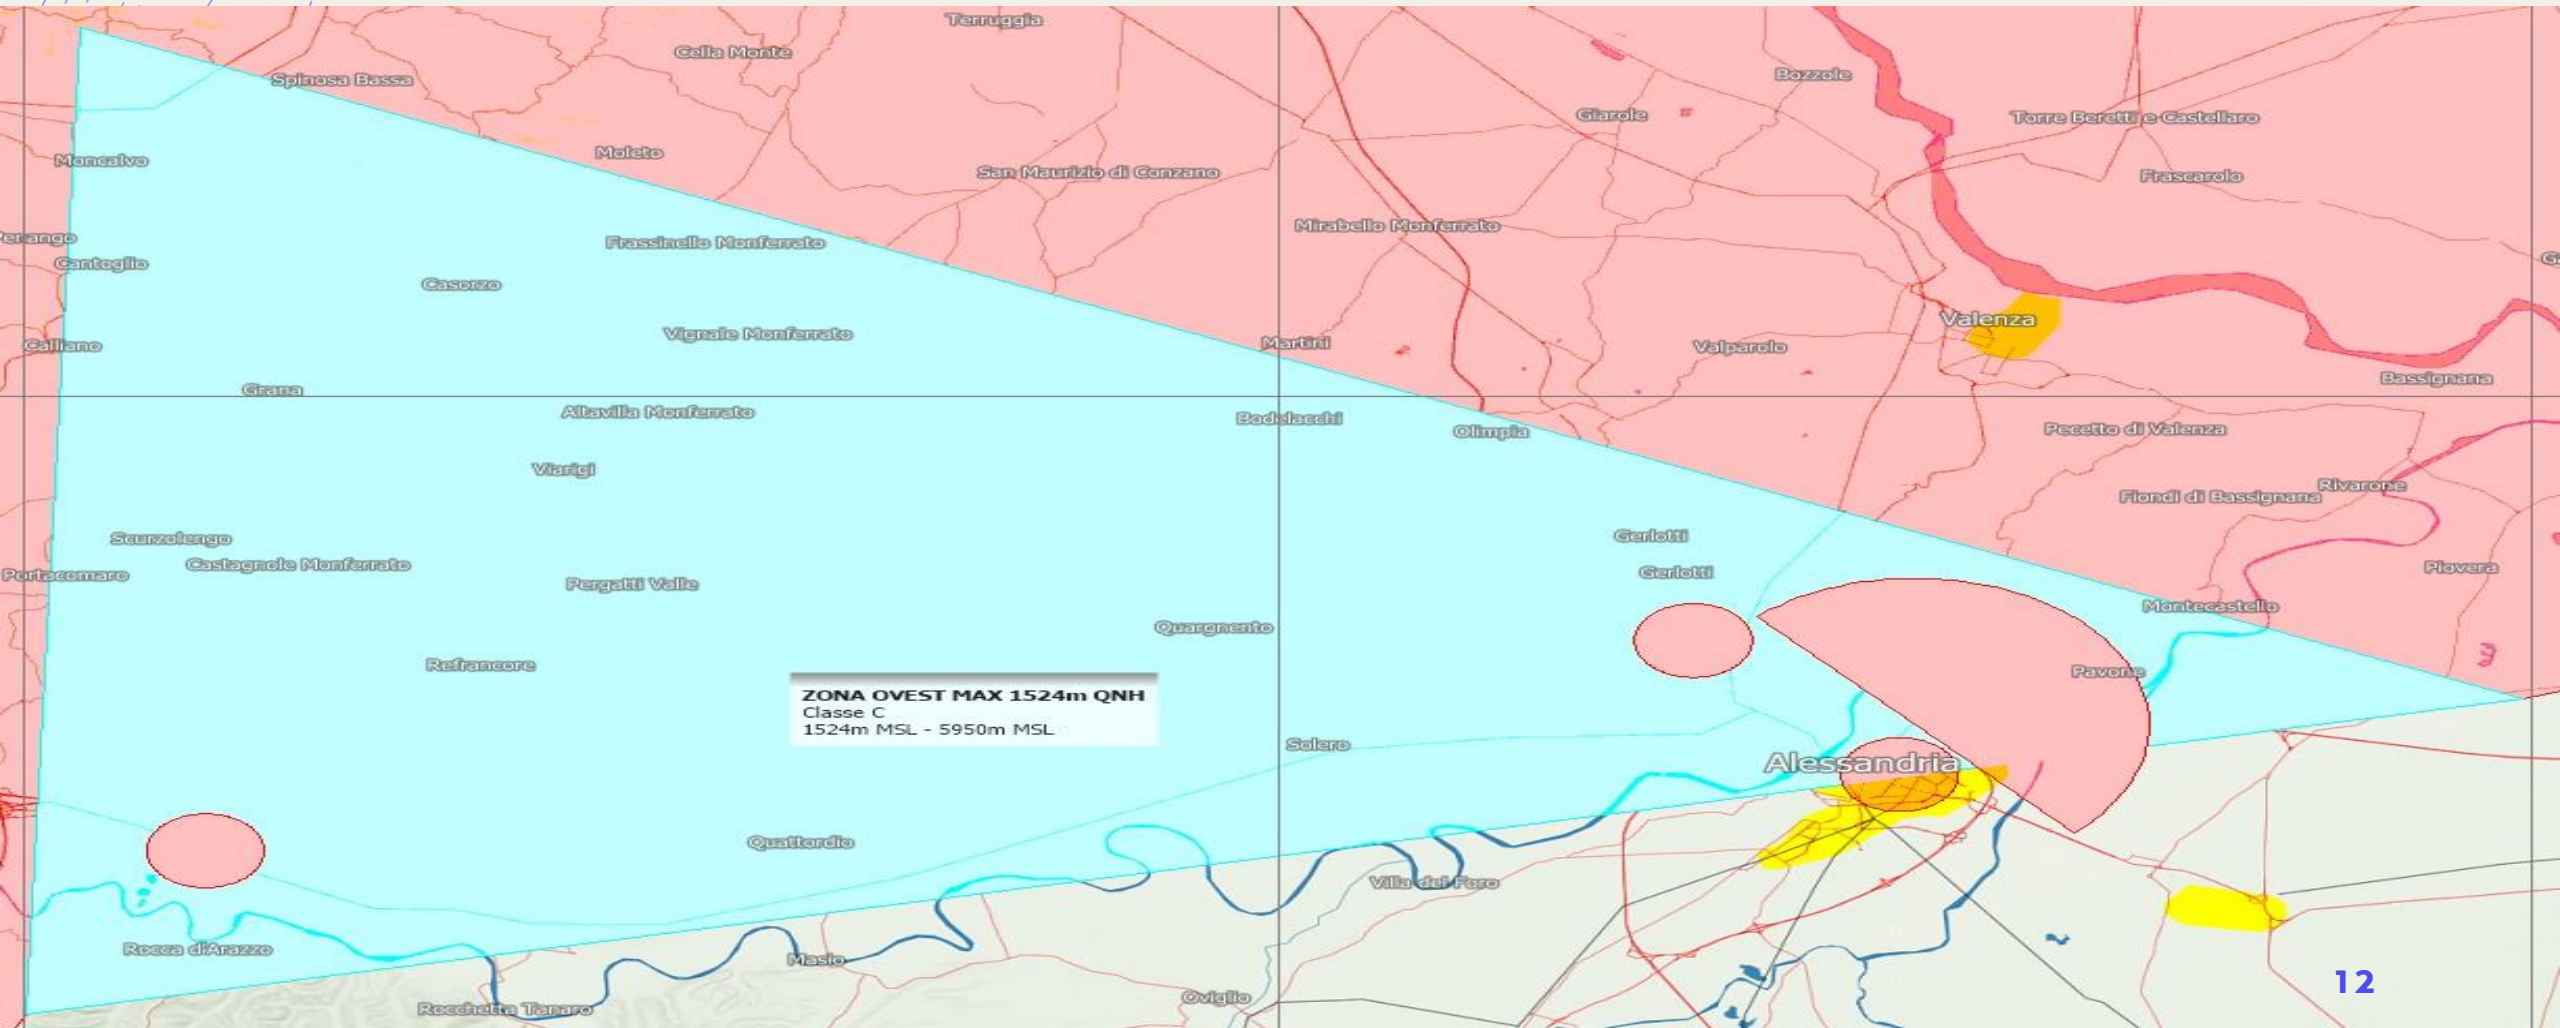 Terruggia
Cella Monte
Spinosa Bassa
Bozzole
Giarole
Torre Beretti e Castellaro
Moleto
Moncalvo
San Maurizio di Conzano
Frascarolo
Mirabello Monferrato
Frassinello Monferrato
Cantoglio
Casorzo
Valenza
Vignale Monferrato
Martini
Calliano
Valparolo
Bassignana
Grana
Altavilla Monferrato
Bodelacchi
Olimpia
Pecetto di Valenza
Viarigi
Rivarone
Fiondi di Bassignana
Scurzolengo
Gerlotti
Castagnole Monferrato
Piovera
Portacomaro
Gerlotti
Pergatti Valle
Montecastello
Quargnento
Refrancore
Pavone
ZONA OVEST MAX 1524m QNH
Classe C
1524m MSL - 5950m MSL
Solero
Alessandria
Quattordio
Villa del Foro
Rocca d'Arazzo
Masio
12
Oviglio
Rocchetta Tanaro